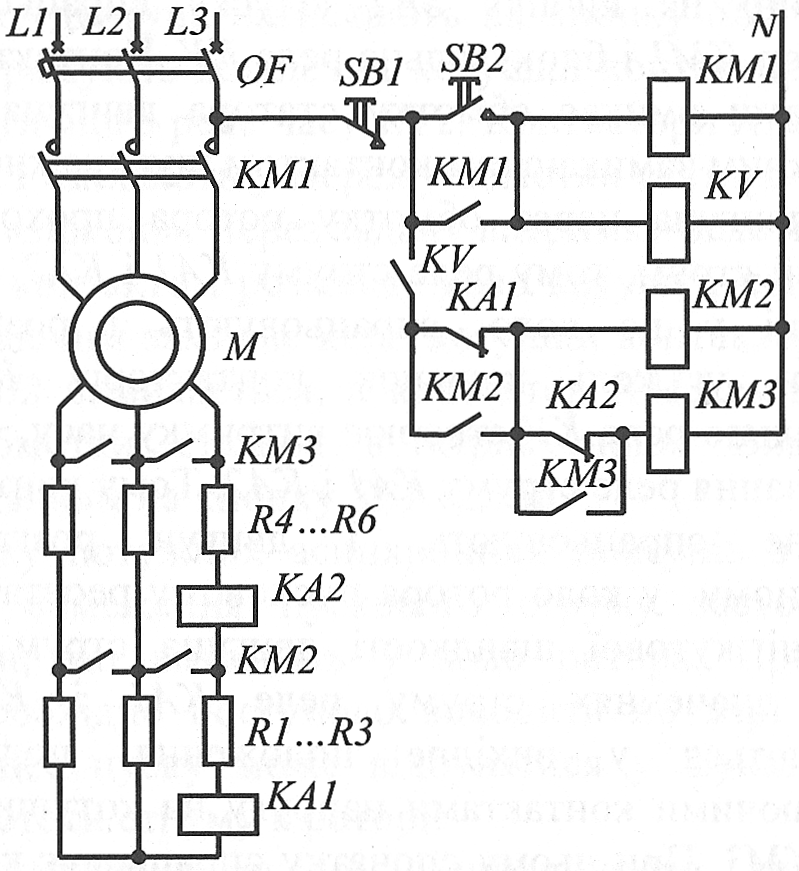 L1 L2 L3
QF
SB1
SB2
N
KM1
KM1
KM1
KV
KV
KA1
KM2
M
KM2
KA2
KM3
KM3
KM3
R4...R6
KA2
KM2
R1...R3
KA1